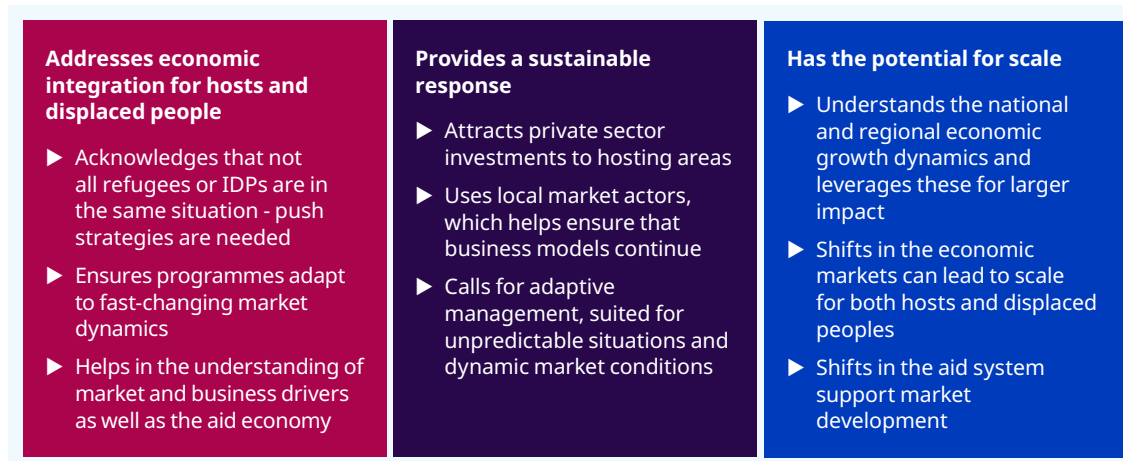 Addresses economic
integration for hosts and
displaced people
▶ Acknowledges that not
all refugees or IDPs are in
the same situation - push
strategies are needed
▶ Ensures programmes adapt
to fast-changing market
dynamics
▶ Helps in the understanding of
market and business drivers
as well as the aid economy
Provides a sustainable
response
▶ Attracts private sector
investments to hosting areas
▶ Uses local market actors,
which helps ensure that
business models continue
▶ Calls for adaptive
management, suited for
unpredictable situations and
dynamic market conditions
Has the potential for scale
▶ Understands the national
and regional economic
growth dynamics and
leverages these for larger
impact
▶ Shifts in the economic
markets can lead to scale
for both hosts and displaced
peoples
▶ Shifts in the aid system
support market
development